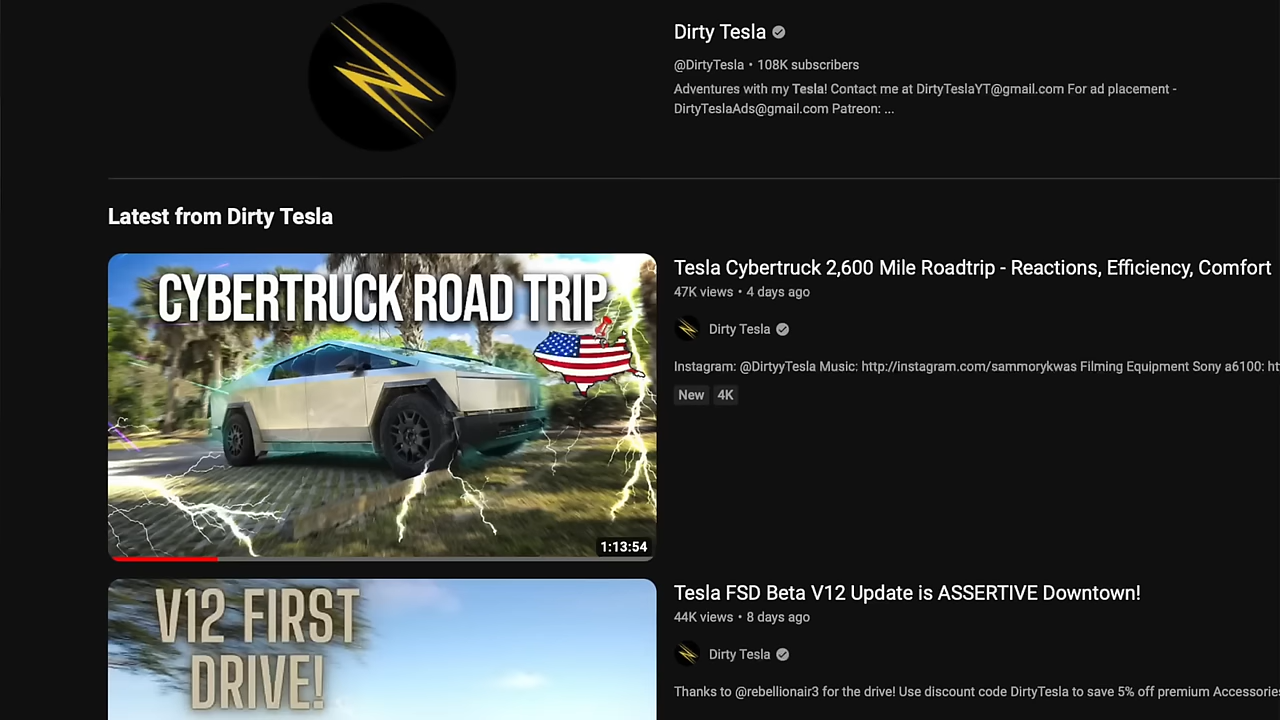 Dirty Tesla
@DirtyTesla • 108K subscribers
Adventures with my Tesla! Contact me at DirtyTeslaYT@gmail.com For ad placement -
DirtyTeslaAds@gmail.com Patreon: ...
Latest from Dirty Tesla
CYBERTRUCK ROAD TRIP
1:13:54
Tesla Cybertruck 2,600 Mile Roadtrip - Reactions, Efficiency, Comfort
47K views • 4 days ago
Dirty Tesla
Instagram: @DirtyyTesla Music: http://instagram.com/sammorykwas Filming Equipment Sony a6100: ht
New 4K
V12 FIRST
DRIVE!
Tesla FSD Beta V12 Update is ASSERTIVE Downtown!
44K views • 8 days ago
Dirty Tesla
Thanks to @rebellionair3 for the drive! Use discount code DirtyTesla to save 5% off premium Accessories